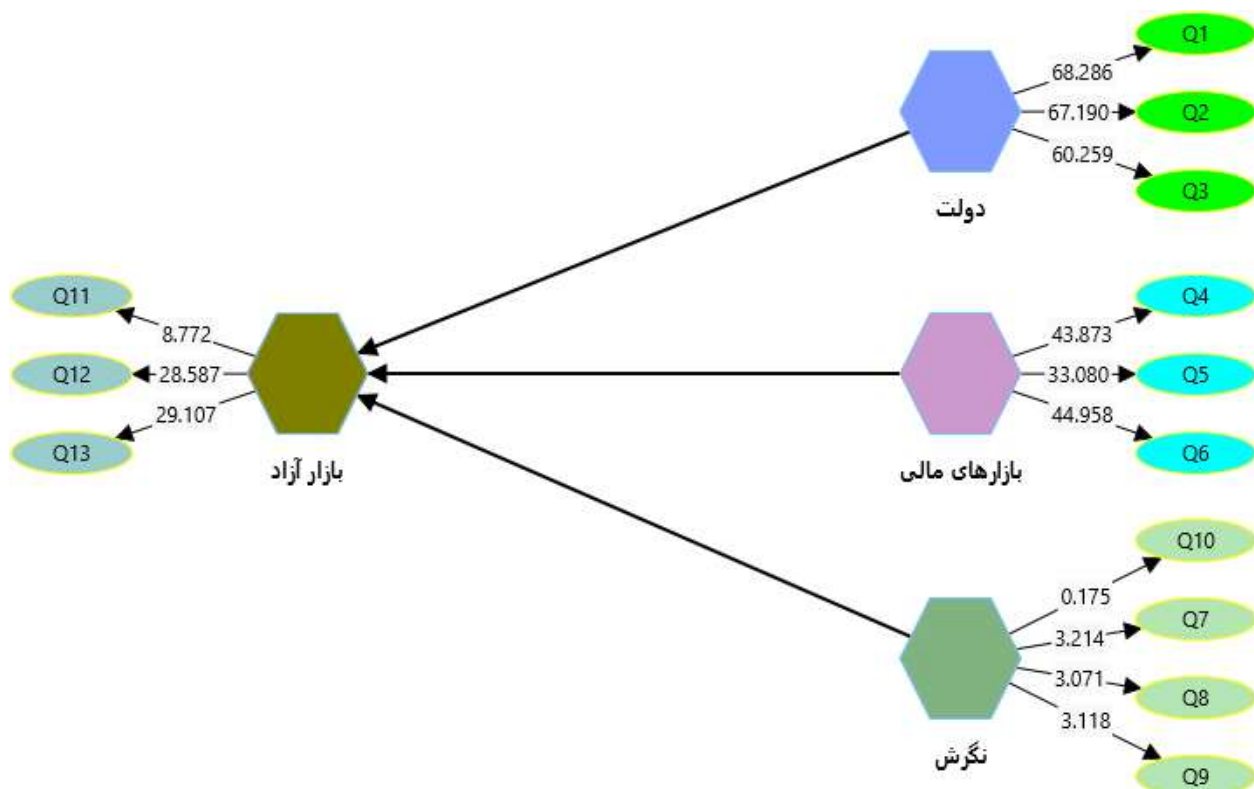 Q1
68.286
67.190
Q2
60.259
Q3
دولت
Q11
8.772
Q12
28.587
29.107
Q13
بازار آزاد
Q4
43.873
33.080
Q5
44.958
Q6
بازارهای مالی
Q10
0.175
Q7
3.214
3.071
Q8
3.118
Q9
نگرش